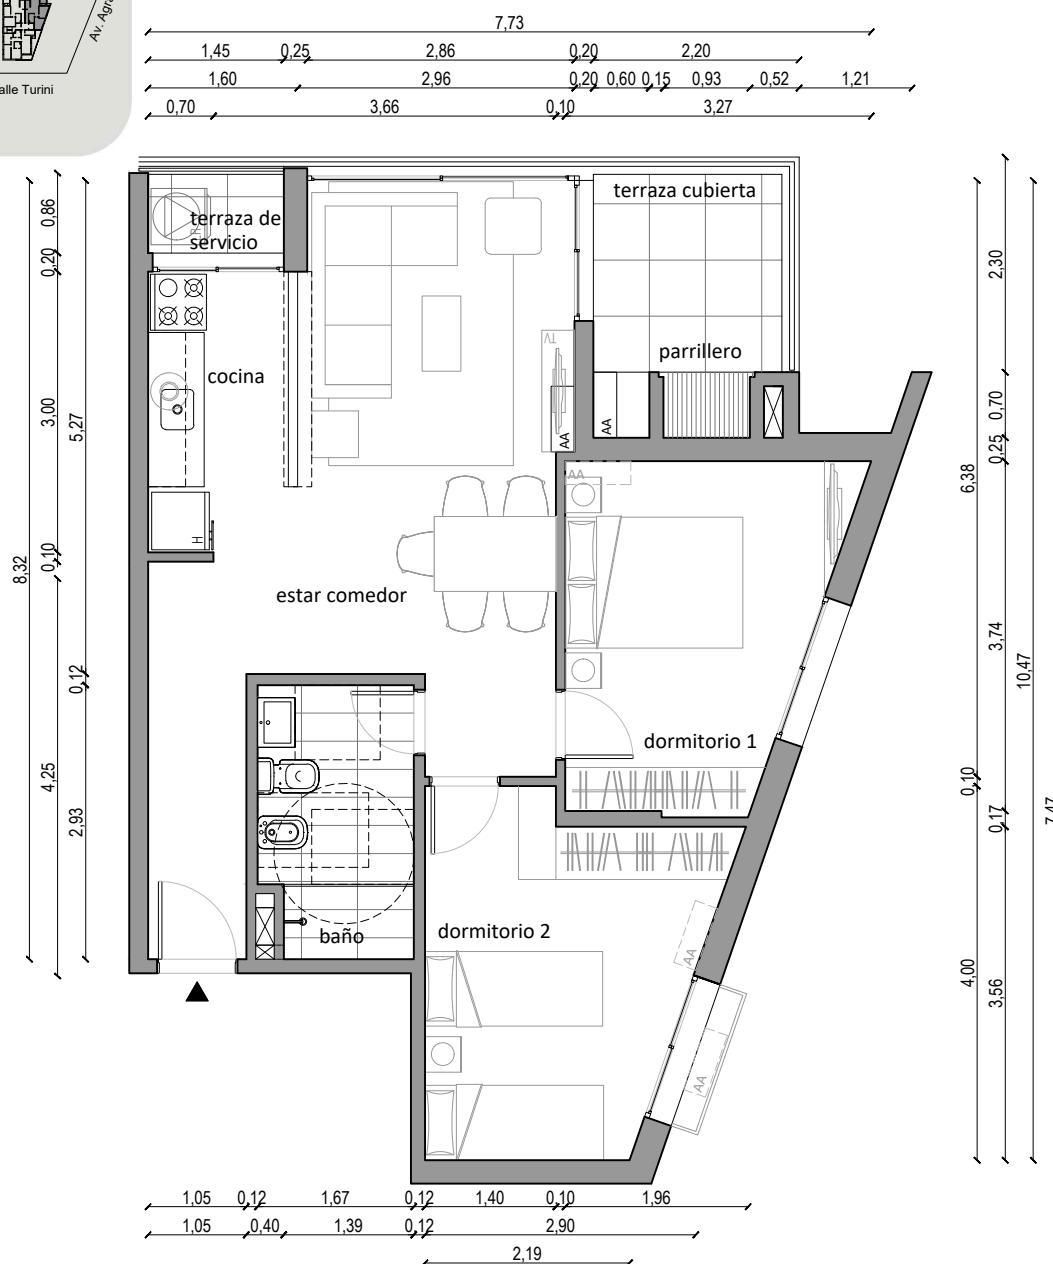 Av. Agra
alle Turini
7,73
1,45 0,25 2,86 0,20 2,20
1,60 2,96 0,20 0,60 0,15 0,93 0,52 1,21
0,70 3,66 0,10 3,27
terraza cubierta
terraza de
servicio
parrillero
cocina
TV
AA
AA
AA
H
estar comedor
dormitorio 1
dormitorio 2
baño
AA
AA
8,32
0,86
0,20
3,00
0,10
4,25
5,27
0,12
2,93
6,38
4,00
2,30
0,70
0,25
3,74
0,10
0,17
3,56
10,47
7,47
1,05 0,12 1,67 0,12 1,40 0,10 1,96
1,05 0,40 1,39 0,12 2,90
2,19